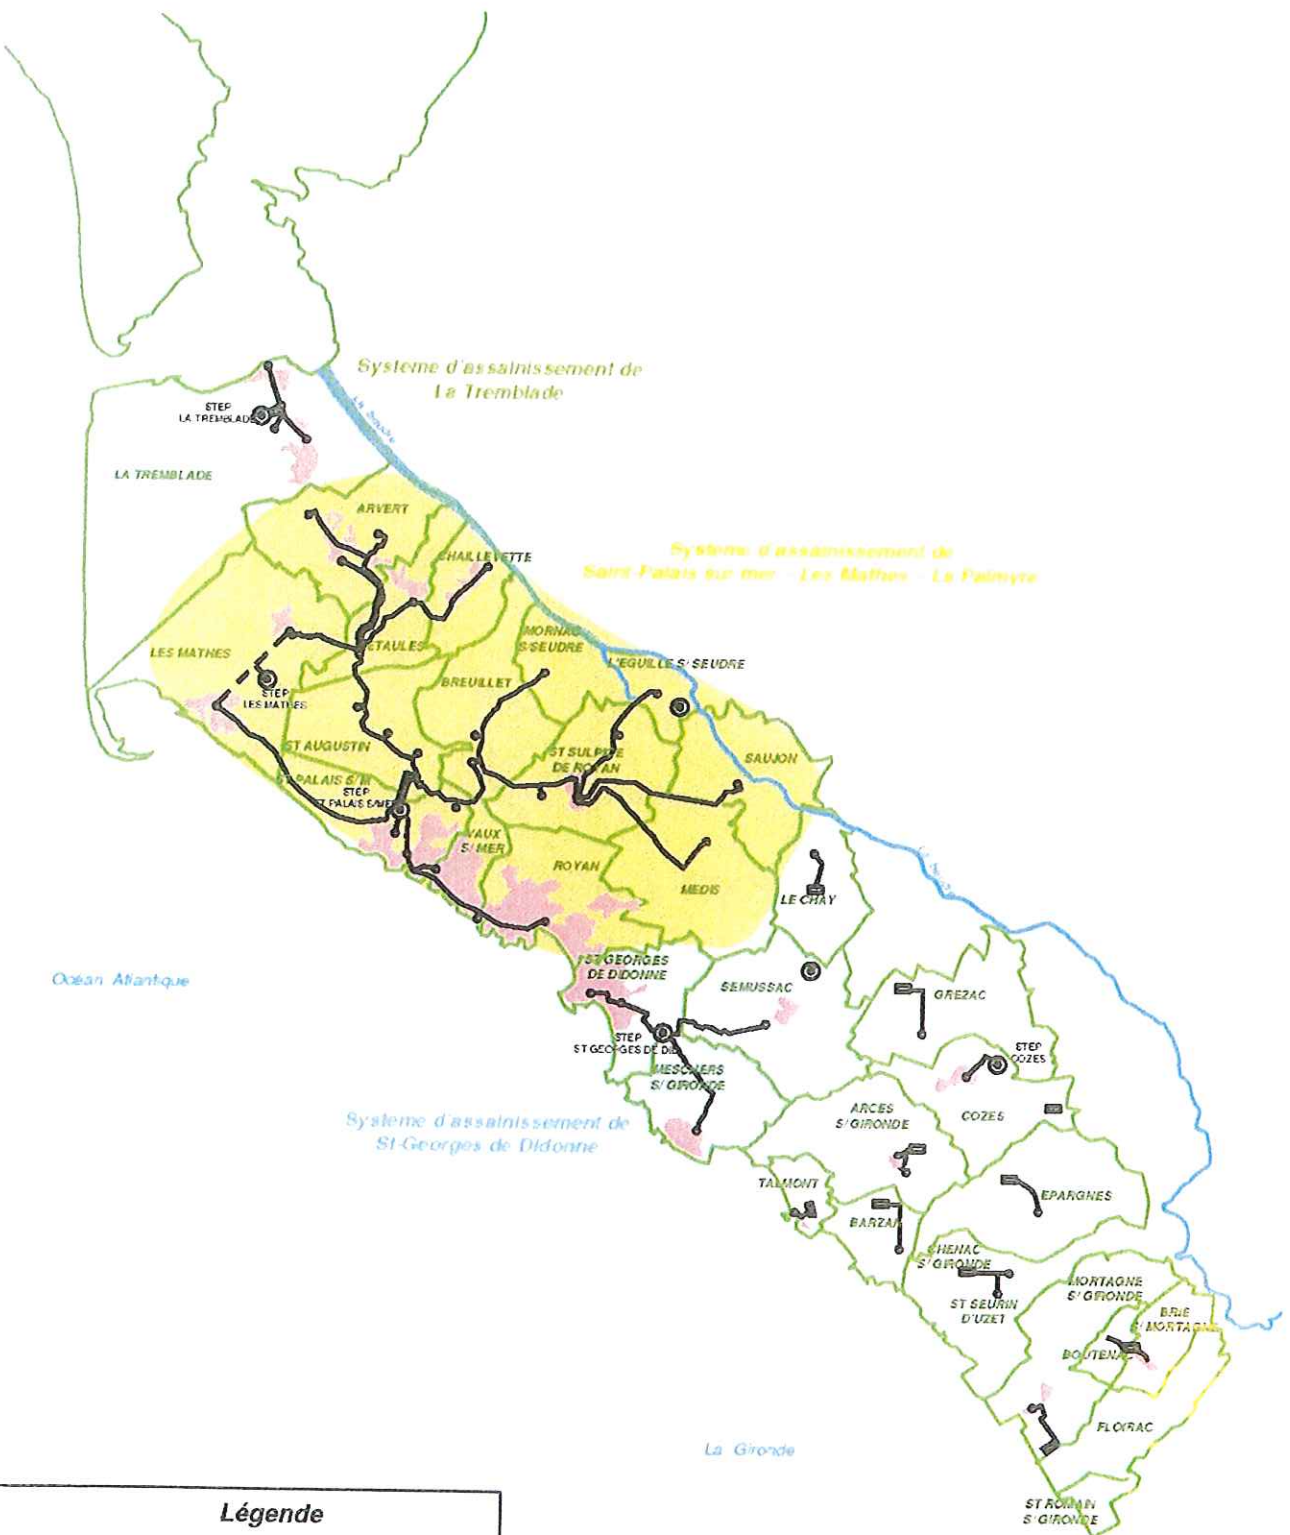 Système d'assainissement de
La Tremblade
La Seudre
STEP
LA TREMBLADE
LA TREMBLADE
ARVERT
CHAILLEVETTE
Système d'assainissement de
Saint-Palais sur mer - Les Mathes - La Palmyre
MORNAC
S/SEUDRE
LES MATHES
ETAULES
L'EGUILLE S/ SEUDRE
BREUILLET
STEP
LES MATHES
ST AUGUSTIN
ST SULPICE
DE ROYAN
SAUJON
ST PALAIS S/M
STEP
ST PALAIS S/MER
VAUX
S/ MER
ROYAN
MEDIS
LE CHAY
Océan Atlantique
ST GEORGES
DE DIDONNE
SEMUSSAC
GREZAC
STEP
ST GEORGES DE DID
STEP
COZES
MESCHERS
S/ GIRONDE
Système d'assainissement de
St-Georges de Didonne
ARCES
S/ GIRONDE
COZES
TALMONT
EPARGNES
BARZAN
CHENAC
S/ GIRONDE
MORTAGNE
S/ GIRONDE
ST SEURIN
D'UZET
BRIE
S/ MORTAGNE
BOUTENAC
FLOIRAC
La Gironde
ST ROMAIN
S/ GIRONDE
Légende